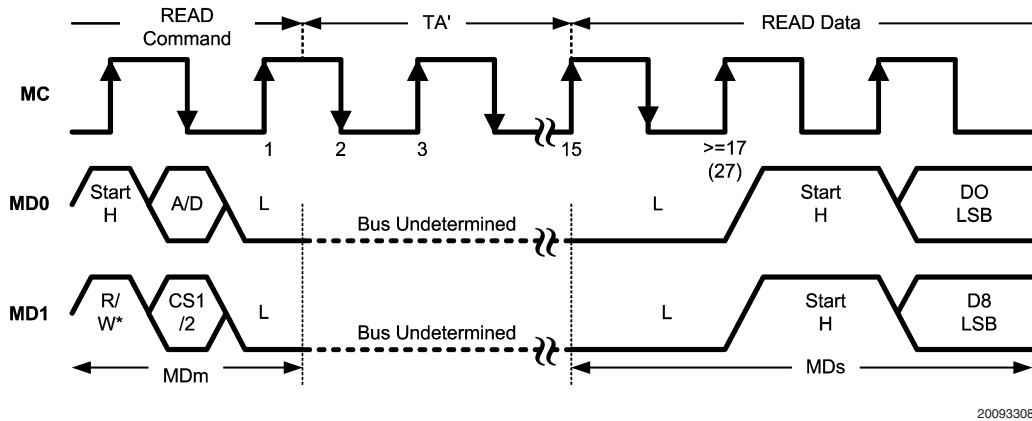 READ
Command
TA'
READ Data
MC
1
2
3
15
>=17
(27)
MD0
Start
H
A/D
L
Bus Undetermined
L
Start
H
DO
LSB
MD1
R/
W*
CS1
/2
L
Bus Undetermined
L
Start
H
D8
LSB
MDm
MDs
20093308